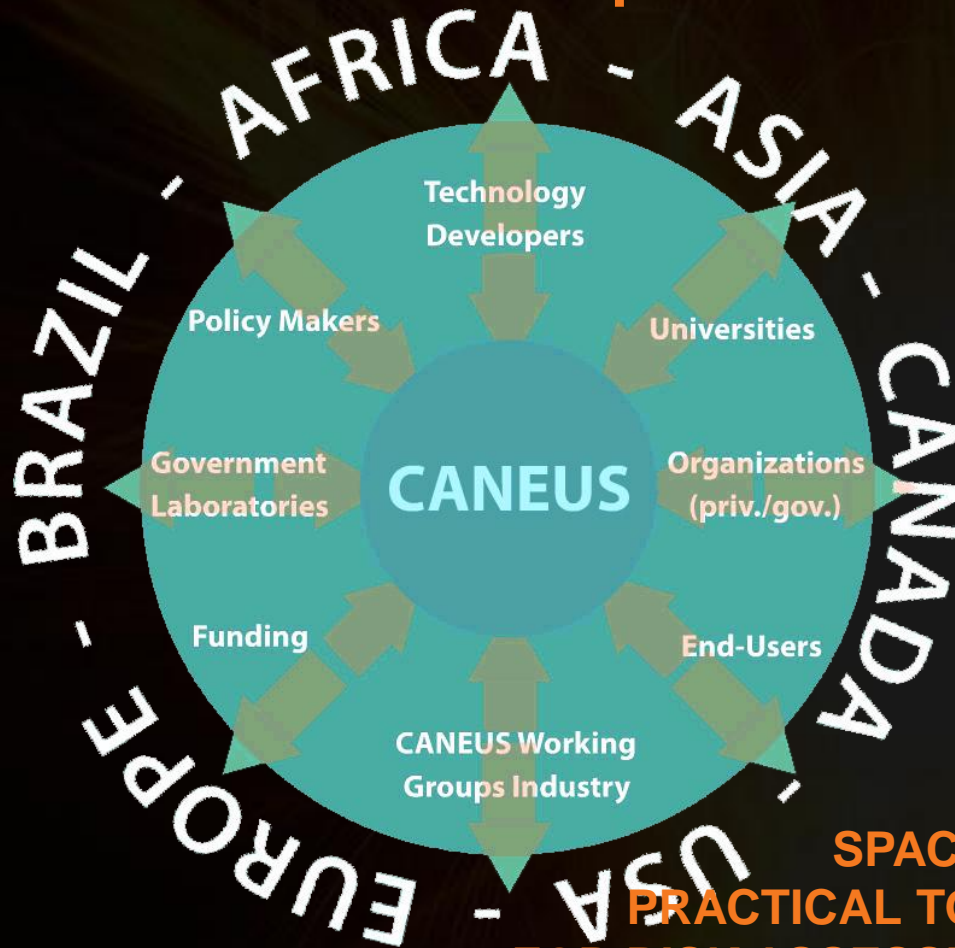 BRAZIL - AFRICA - ASIA - CANADA - USA - EUROPE -
Technology
Developers
Policy Makers
Universities
Government
Laboratories
CANEUS
Organizations
(priv./gov.)
Funding
End-Users
CANEUS Working
Groups Industry
SPAC
PRACTICAL TO